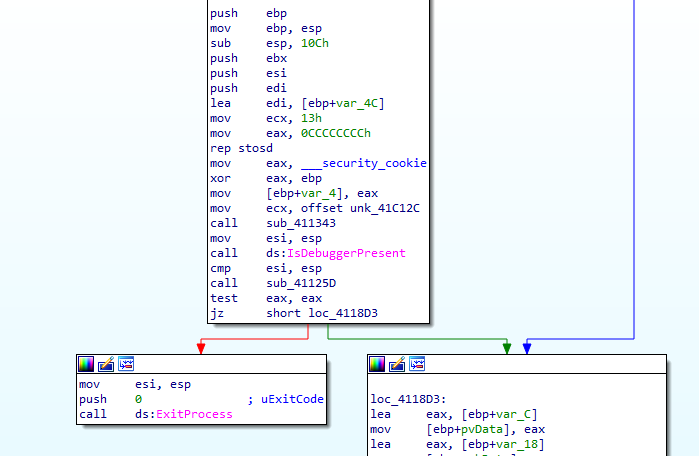 push ebp
mov ebp, esp
sub esp, 10Ch
push ebx
push esi
push edi
lea edi, [ebp+var_4C]
mov ecx, 13h
mov eax, 0CCCCCCCCh
rep stosd
mov eax, ___security_cookie
xor eax, ebp
mov [ebp+var_4], eax
mov ecx, offset unk_41C12C
call sub_411343
mov esi, esp
call ds:IsDebuggerPresent
cmp esi, esp
call sub_41125D
test eax, eax
jz short loc_4118D3
mov esi, esp
push 0 ; uExitCode
call ds:ExitProcess
loc_4118D3:
lea eax, [ebp+var_C]
mov [ebp+pvData], eax
lea eax, [ebp+var_18]